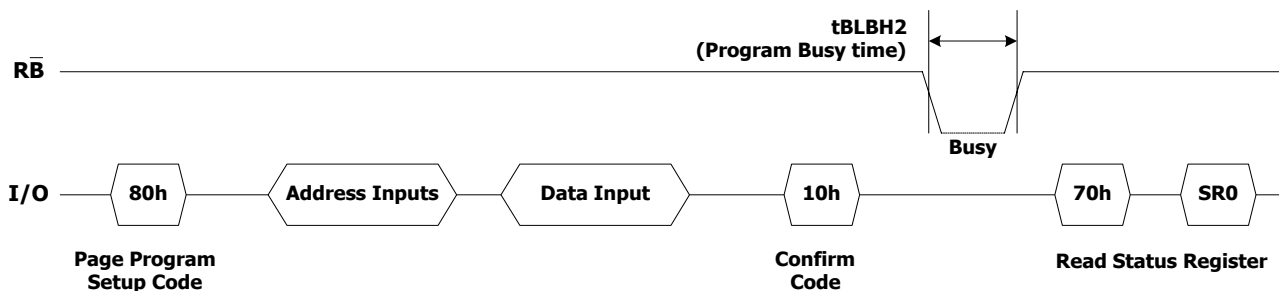 tBLBH2
(Program Busy time)
RB̅
Busy
I/O
80h
Address Inputs
Data Input
10h
70h
SR0
Page Program
Setup Code
Confirm
Code
Read Status Register